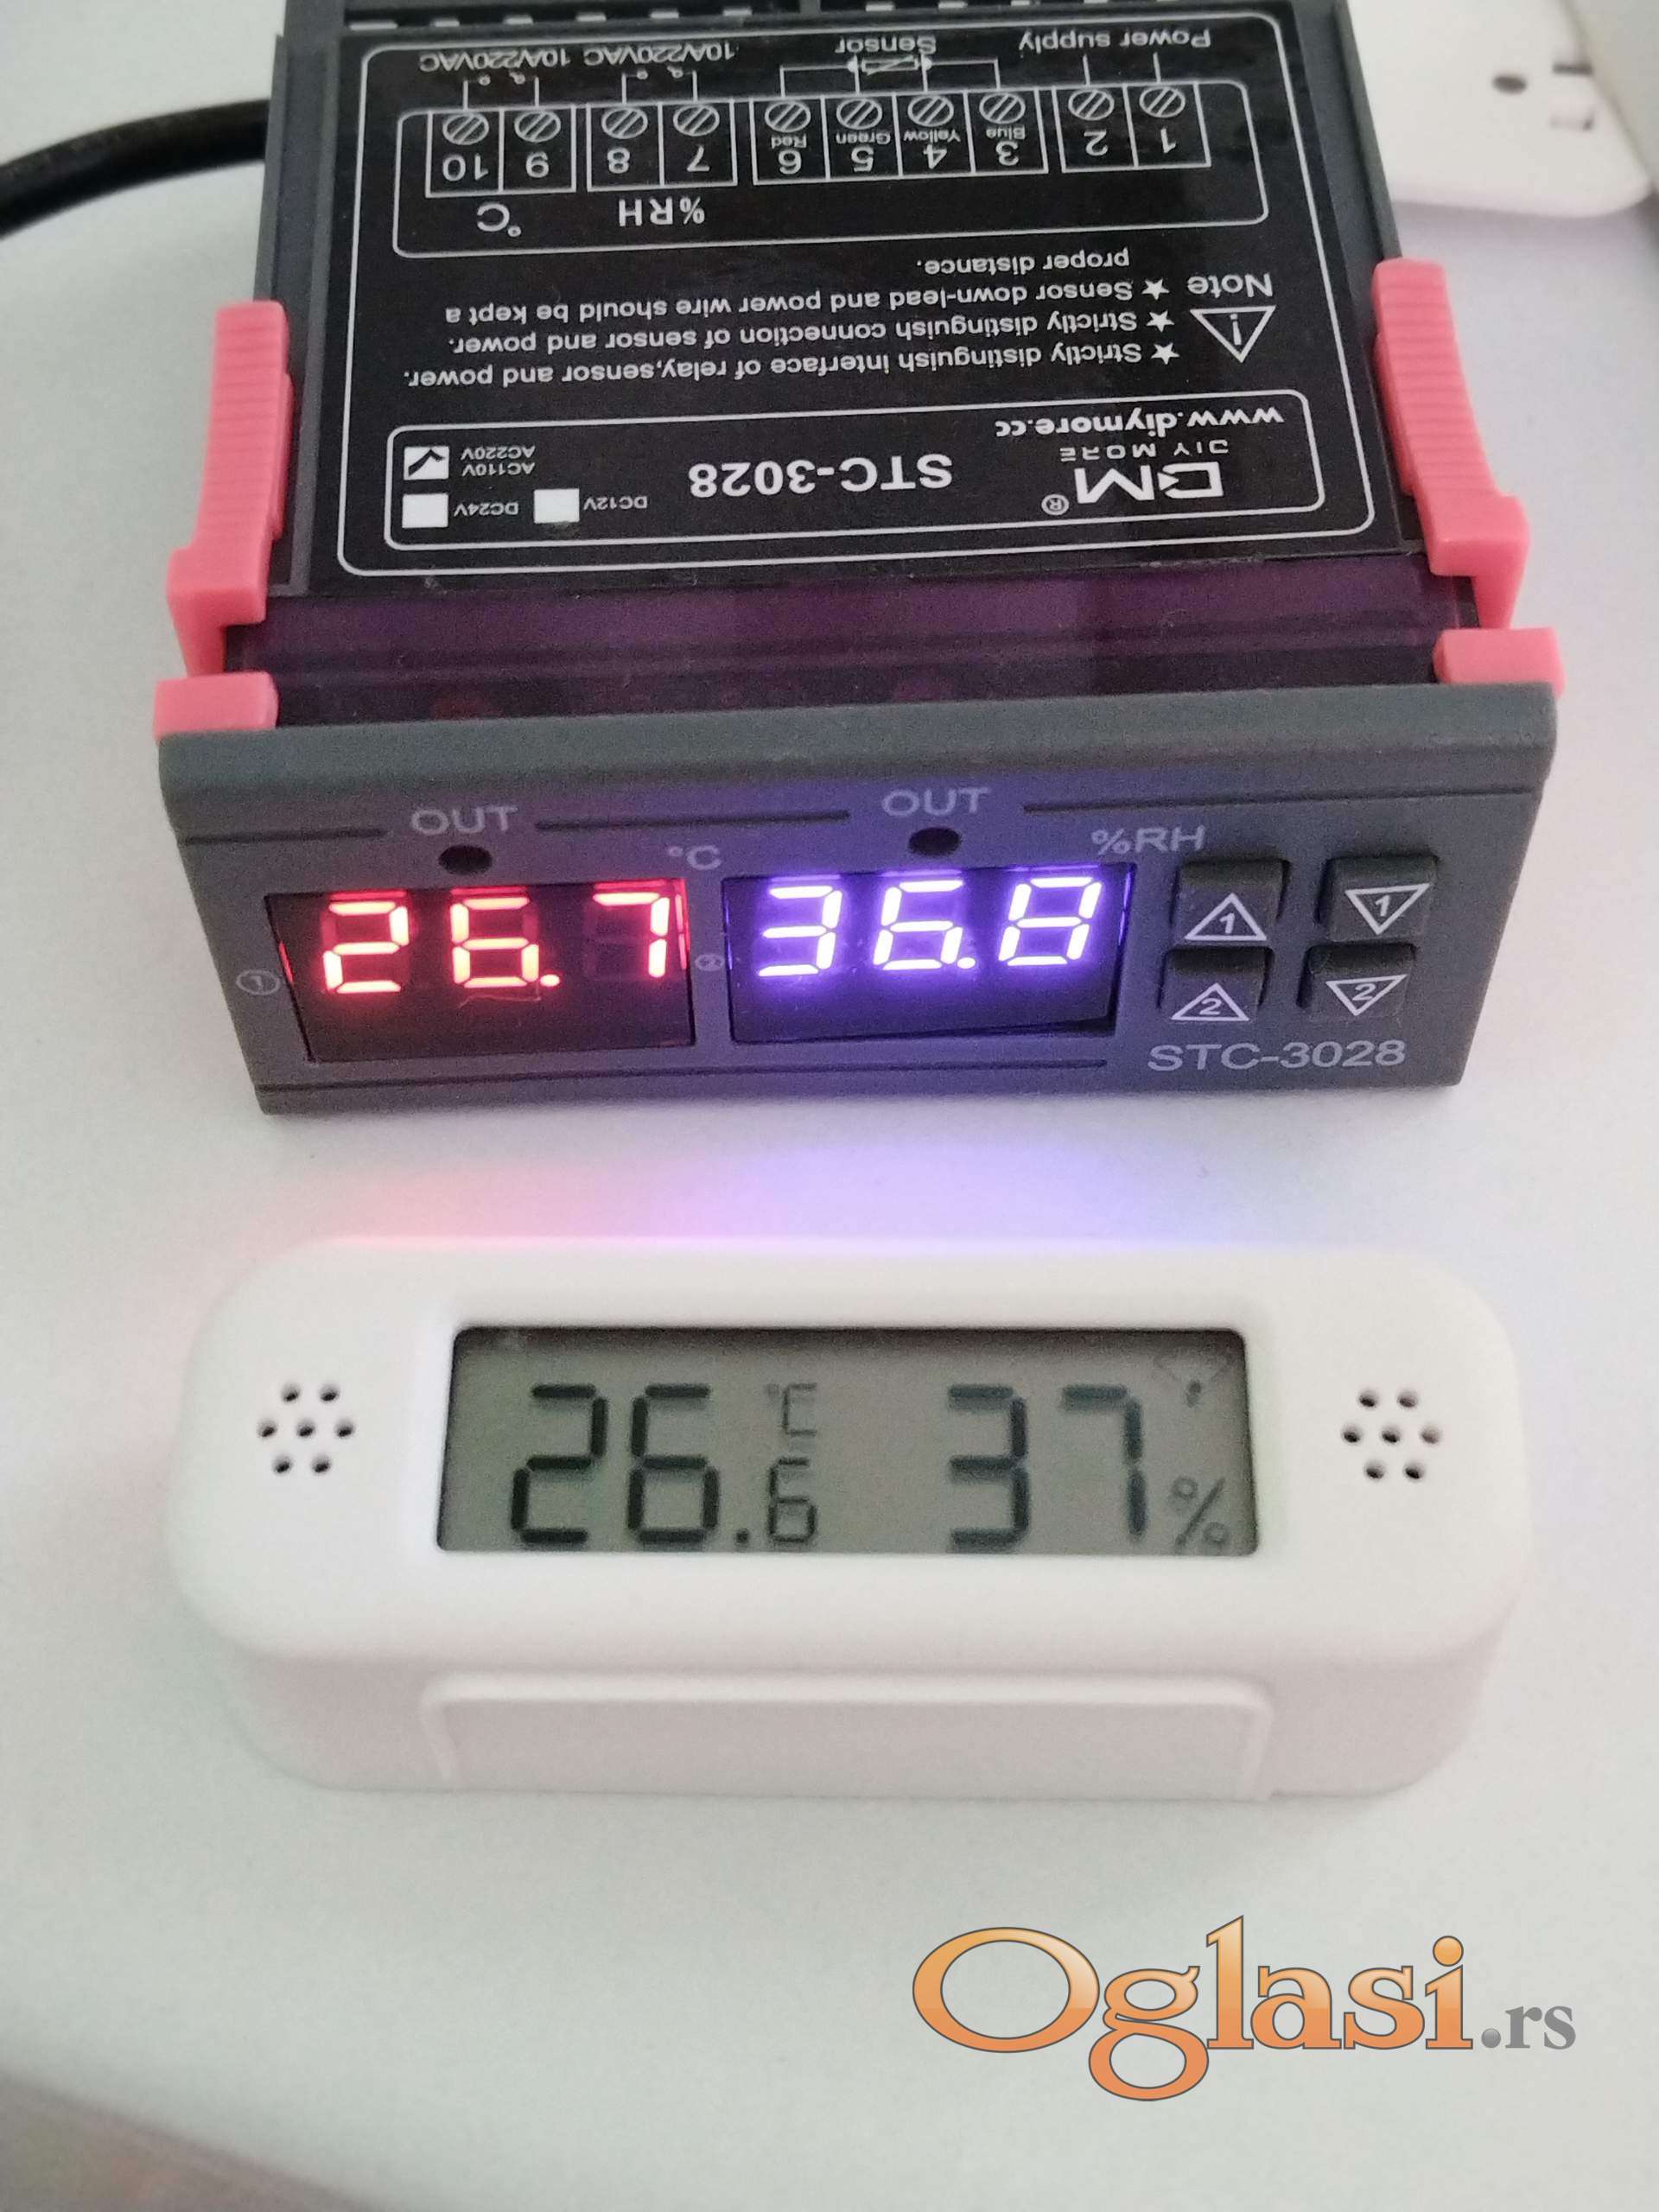 Power supply
Sensor
10A/220VAC 10A/220VAC
1 2 3 4 5 6 7 8 9 10
Blue Yellow Green Red
%RH °C
Note ★ Sensor down-lead and power wire should be kept a
proper distance.
★ Strictly distinguish connection of sensor and power.
★ Strictly distinguish interface of relay,sensor and power.
www.diymore.cc
DIY MORE
DM®
STC-3028
AC110V
AC220V
DC12V
DC24V
OUT OUT
°C %RH
1 26.7 2 36.8
1 1
2 2
STC-3028
26.6 °C 37 %
Oglasi.rs